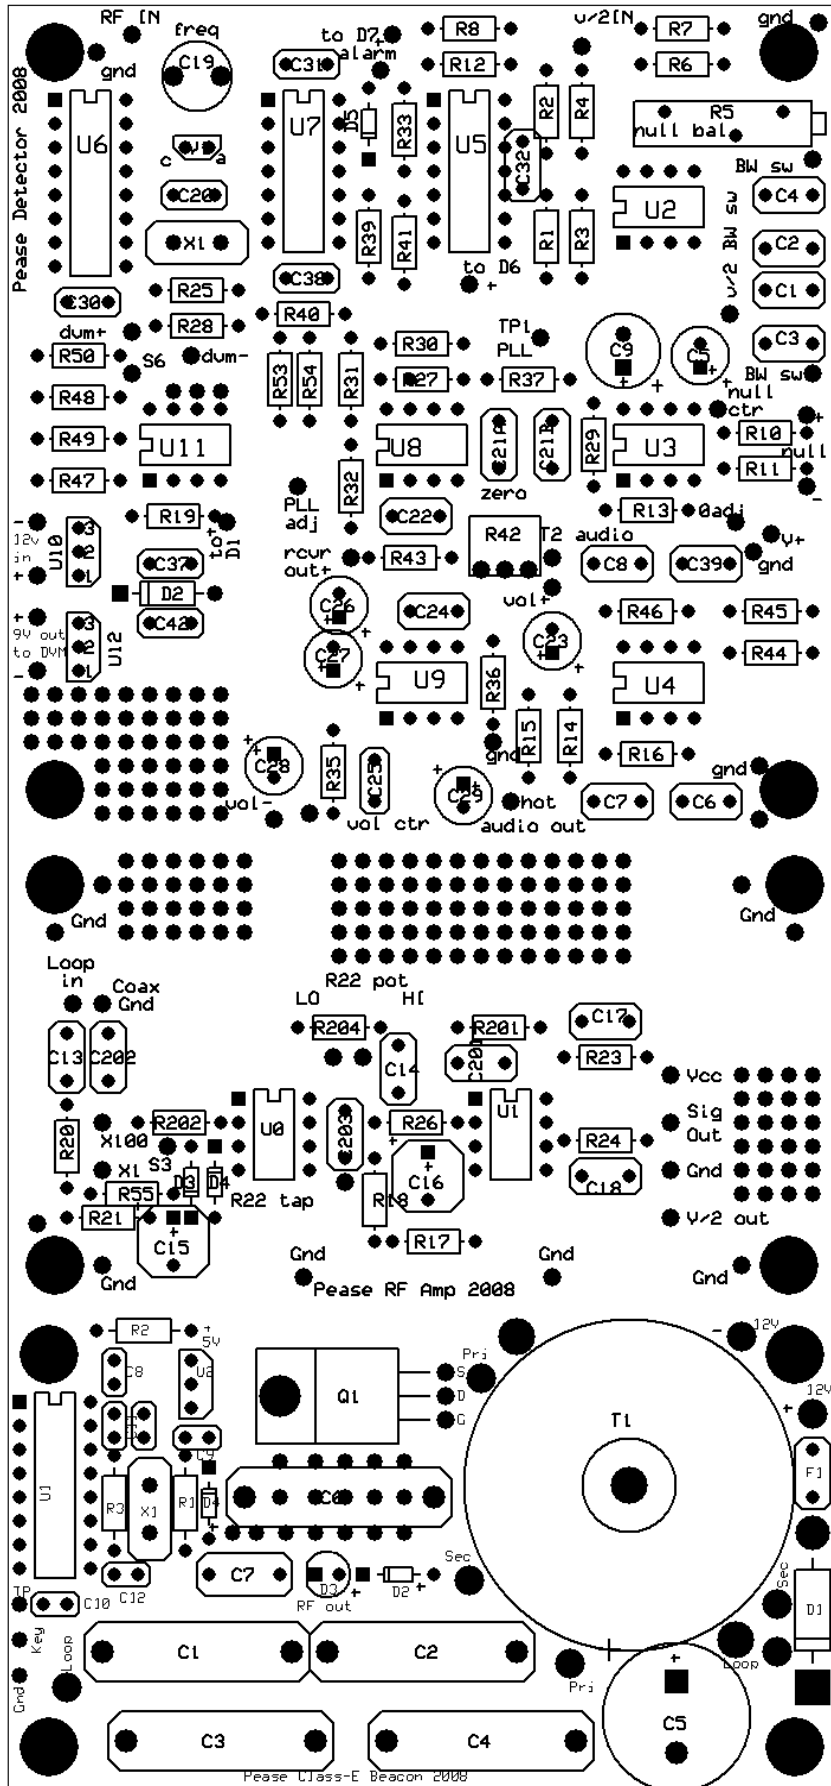 RF IN
freq
C19
gnd
Pease Detector 2008
U6
c
a
C20
X1
C30
to D7
alarm
C31
U7
D5
R33
R39
R41
C38
R8
R12
U5
C32
to D6
+
v/2IN
R2
R4
R1
R3
gnd
R7
R6
R5
null bal
BW sw
U2
C4
sw
BW
C2
v/2
C1
C3
BW sw
R25
R28
R40
dvm+
S6
dvm-
R50
R48
R49
R47
R53
R54
R31
R30
R27
TP1
PLL
R37
C9
+
+
C5
+
+
null
ctr
U11
R32
U8
C21A
C21B
R29
U3
R10
R11
+
null
-
zero
PLL
adj
R19
to+
D1
C22
R42
T2
R13
0adj
V+
gnd
-
12v
in
+
U10
3
2
1
C37
D2
C42
rcvr
out+
R43
audio
C8
C39
+
9V out
to DVM
-
U12
3
2
1
C26
+
C27
+
C24
vol+
C23
+
R46
R45
R44
U9
R36
U4
gnd
R15
R14
R16
gnd
C28
+
+
R35
C25
C29
+
+
hot
C7
C6
vol-
vol ctr
audio out
Gnd
Gnd
Loop
in
Coax
Gnd
R22 pot
LO
HI
C13
C202
R204
C14
R201
C201
C17
R23
Vcc
R20
X100
R202
U0
C203
R26
U1
R24
Sig
Out
S3
X1
R55
D3
D4
R22 tap
+
+
C16
C18
Gnd
R21
+
+
C15
R18
R17
V/2 out
Gnd
Gnd
Gnd
Gnd
Pease RF Amp 2008
R2
+
5V
C8
U2
Q1
S
D
G
Pri
T1
-
12V
12V
+
F1
U1
C9
R3
X1
R1
D4
+
C6
C12
C7
D3
+
RF out
D2
+
Sec
Sec
D1
TP
C10
Key
Gnd
Loop
C1
C2
Pri
+
Loop
C3
C4
+
C5
Pease Class-E Beacon 2008